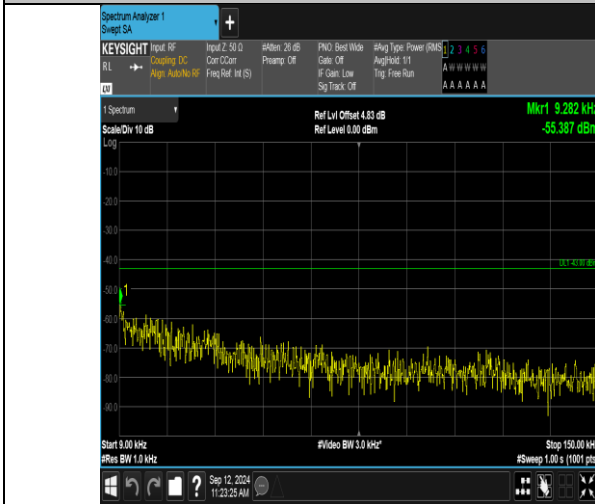 Spectrum Analyzer 1
Swept SA
+
KEYSIGHT
RL
Input: RF
Coupling: DC
Align: Auto/No RF
Input Z: 50 Ω
Corr CCorr
Freq Ref: Int (S)
#Atten: 26 dB
Preamp: Off
PNO: Best Wide
Gate: Off
IF Gain: Low
Sig Track: Off
#Avg Type: Power (RMS
Avg|Hold: 1/1
Trig: Free Run
1 2 3 4 5 6
A W W W W W
A A A A A A
LXI
1 Spectrum
Scale/Div 10 dB
Ref Lvl Offset 4.83 dB
Ref Level 0.00 dBm
Mkr1 9.282 kHz
-55.387 dBm
Log
-10.0
-20.0
-30.0
-40.0
DL1 -43.00 dBm
-50.0
1
-60.0
-70.0
-80.0
-90.0
Start 9.00 kHz
#Video BW 3.0 kHz*
Stop 150.00 kHz
#Res BW 1.0 kHz
#Sweep 1.00 s (1001 pts)
?
Sep 12, 2024
11:23:25 AM